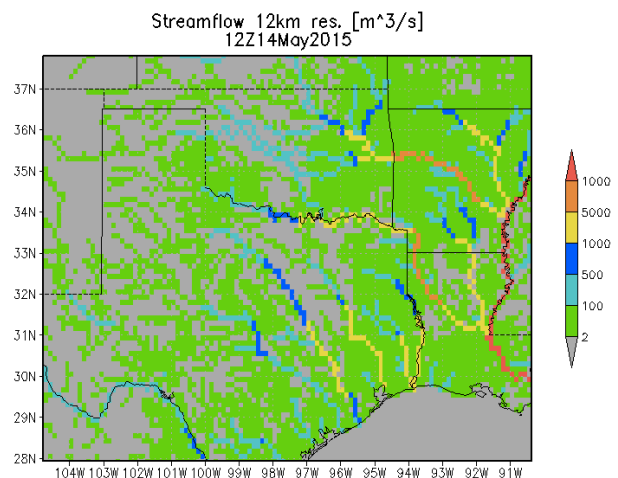 Streamflow 12km res. [m^3/s]
12Z14May2015
37N
36N
35N
34N
33N
32N
31N
30N
29N
28N
104W 103W 102W 101W 100W 99W 98W 97W 96W 95W 94W 93W 92W 91W
1000
5000
1000
500
100
2